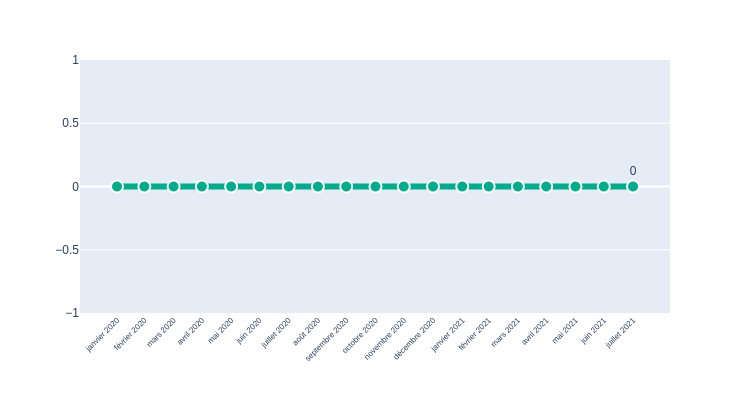 1
0.5
0
0
−0.5
−1
janvier 2020
février 2020
mars 2020
avril 2020
mai 2020
juin 2020
juillet 2020
août 2020
septembre 2020
octobre 2020
novembre 2020
décembre 2020
janvier 2021
février 2021
mars 2021
avril 2021
mai 2021
juin 2021
juillet 2021